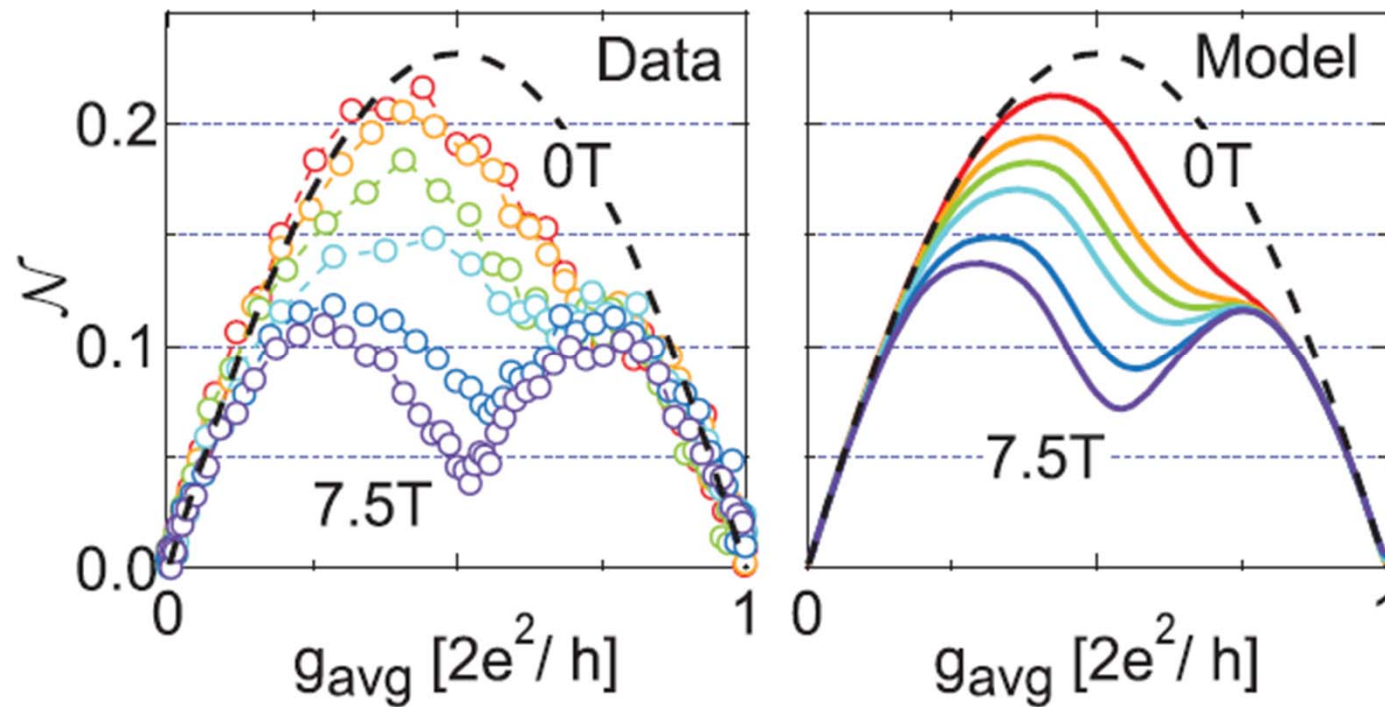 Data
Model
0.2
0T
0T
𝒩
0.1
7.5T
7.5T
0.0
0
1
0
1
g_avg [2e²/ h]
g_avg [2e²/ h]